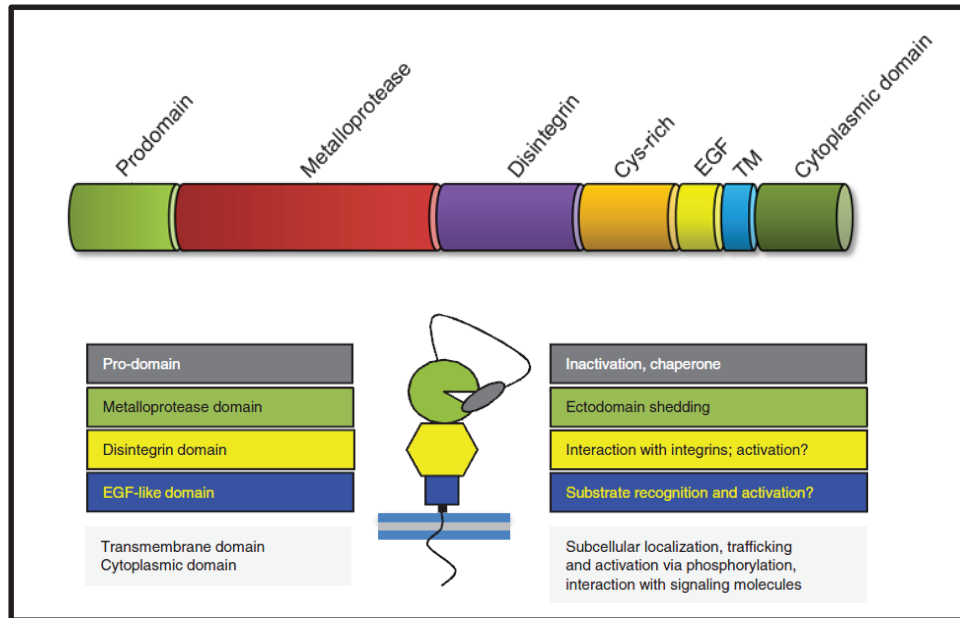 Prodomain
Metalloprotease
Disintegrin
Cys-rich
EGF
TM
Cytoplasmic domain
Pro-domain
Metalloprotease domain
Disintegrin domain
EGF-like domain
Transmembrane domain
Cytoplasmic domain
Inactivation, chaperone
Ectodomain shedding
Interaction with integrins; activation?
Substrate recognition and activation?
Subcellular localization, trafficking
and activation via phosphorylation,
interaction with signaling molecules